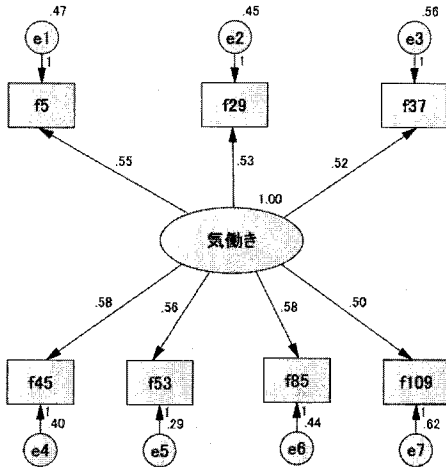 .47 .45 .56
e1 e2 e3
1 1 1
f5 f29 f37
.55 .53 .52
1.00
気働き
.58 .56 .58 .50
f45 f53 f85 f109
1 1 1 1
.40 .29 .44 .62
e4 e5 e6 e7